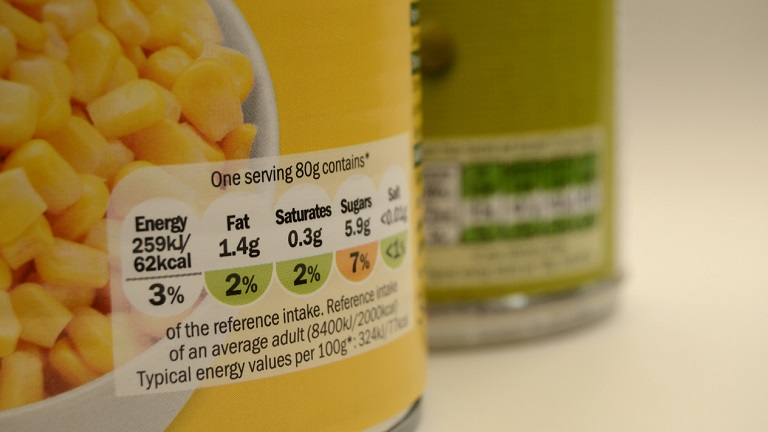 One serving 80g contains*
Energy Fat Saturates Sugars Salt
259kJ/ 1.4g 0.3g 5.9g
62kcal
3% 2% 2% 7% <1%
of the reference intake. Reference intake
of an average adult (8400kJ/2000kcal)
Typical energy values per 100g*: 324kJ/77kcal